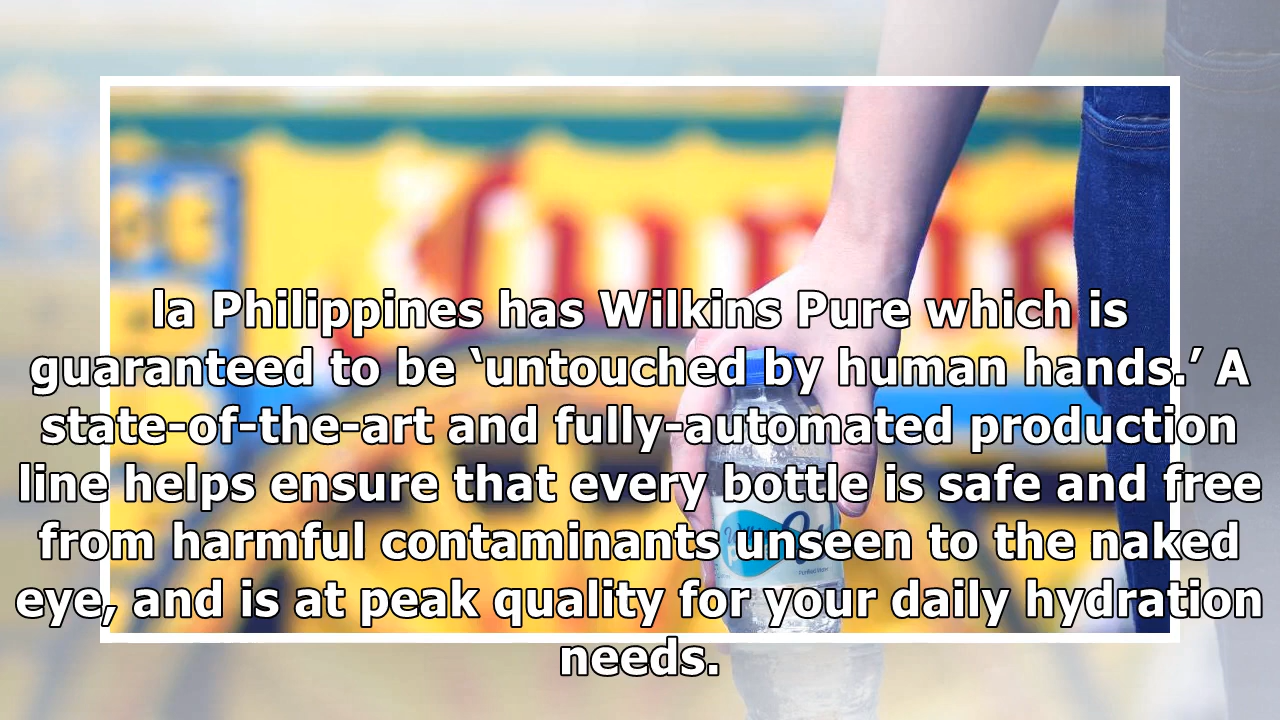 la Philippines has Wilkins Pure which is
guaranteed to be ‘untouched by human hands.’ A
state-of-the-art and fully-automated production
line helps ensure that every bottle is safe and free
from harmful contaminants unseen to the naked
eye, and is at peak quality for your daily hydration
needs.
Purified Water